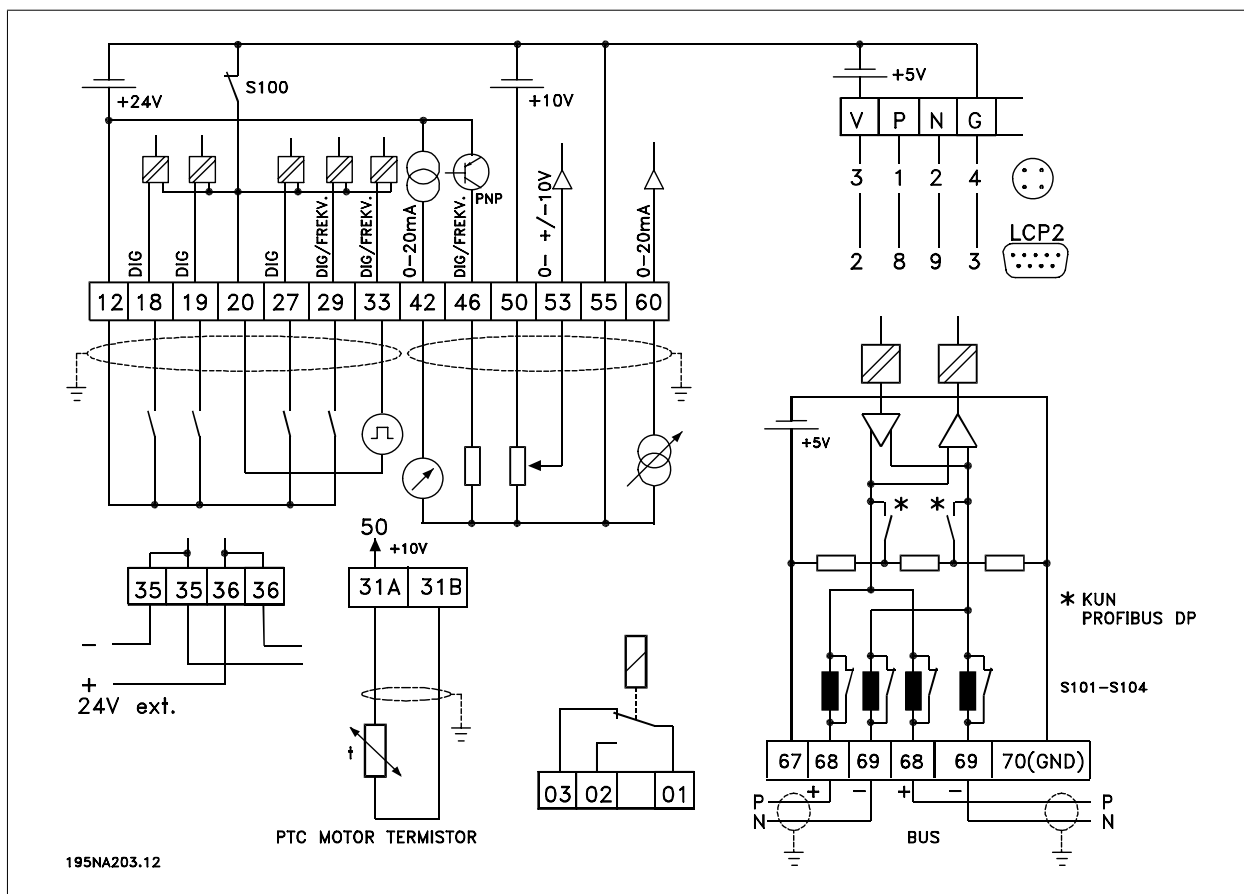 +24V
S100
+10V
+5V
V P N G
3 1 2 4
LCP2
2 8 9 3
DIG
DIG
DIG
DIG/FREKV.
DIG/FREKV.
0-20mA
DIG/FREKV.
PNP
0- +/-10V
0-20mA
12 18 19 20 27 29 33 42 46 50 53 55 60
+5V
* *
50
+10V
35 35 36 36
31A 31B
* KUN
PROFIBUS DP
-
+
24V ext.
S101-S104
t
67 68 69 68 69 70(GND)
03 02 01
+ - + -
P P
N N
BUS
PTC MOTOR TERMISTOR
195NA203.12